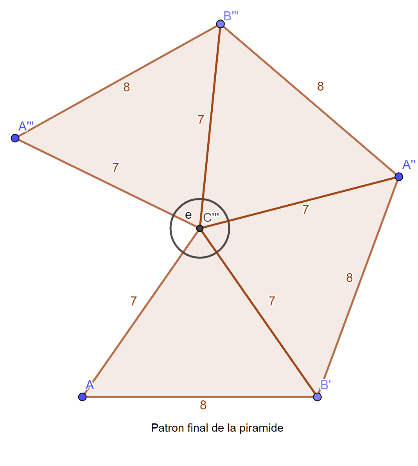 B'''
8
8
A'''
7
7
A''
7
e
C'''
7
7
8
A
B'
8
Patron final de la piramide